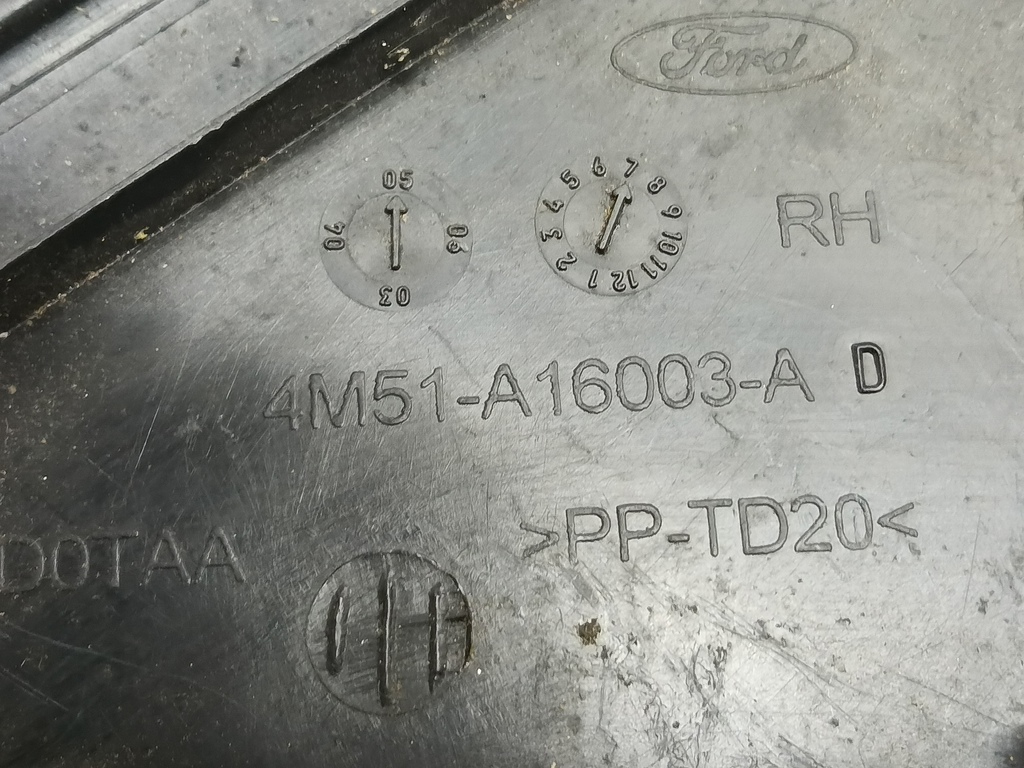 Ford
05
04 06
03
1 2 3 4 5 6 7 8 9 10 11 12
RH
4M51-A16003-A D
>PP-TD20<
D0TAA